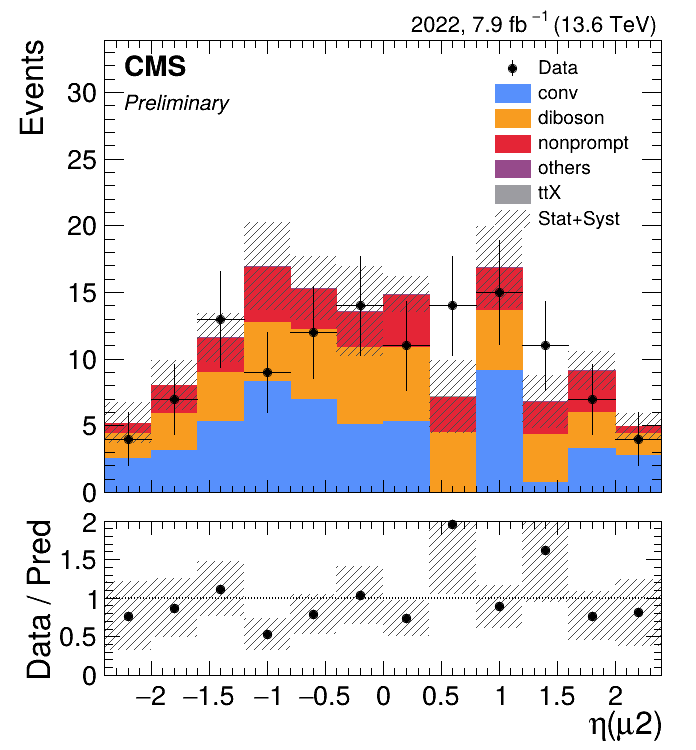 2022, 7.9 fb⁻¹ (13.6 TeV)
CMS
Preliminary
Events
30
25
20
15
10
5
0
Data
conv
diboson
nonprompt
others
ttX
Stat+Syst
Data / Pred
2
1.5
1
0.5
0
−2 −1.5 −1 −0.5 0 0.5 1 1.5 2
η(μ2)